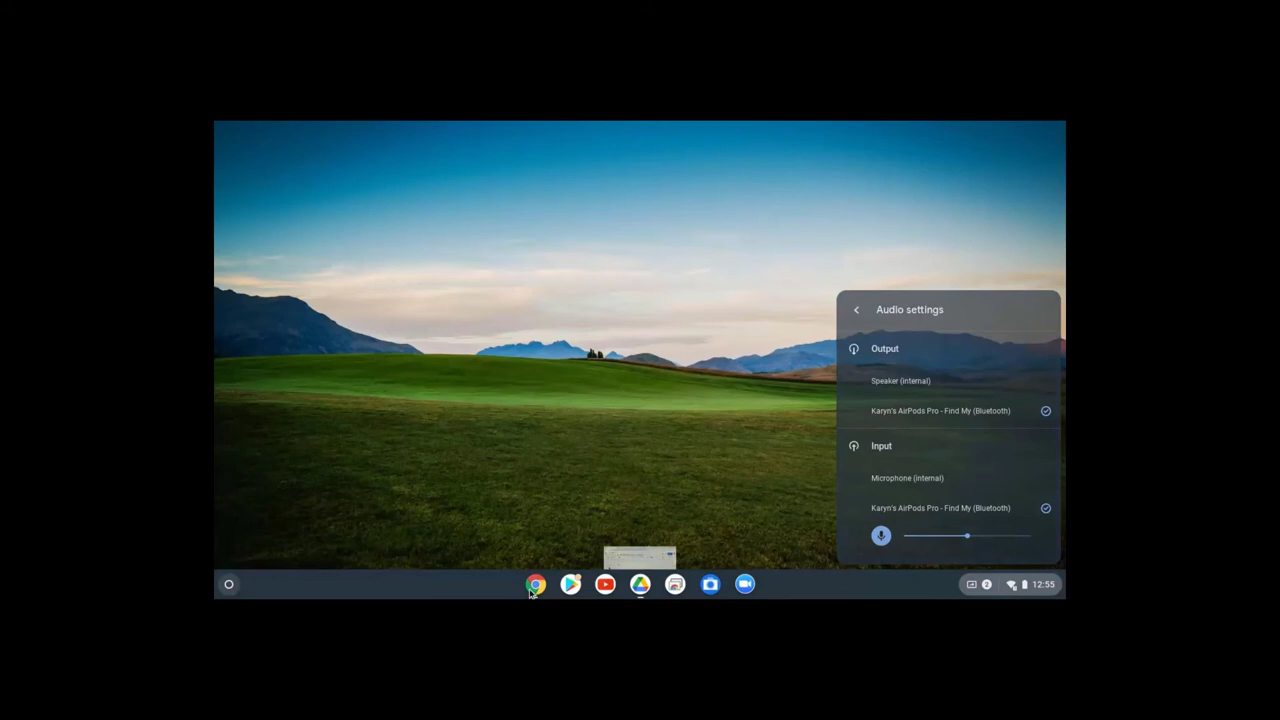 Audio settings
Output
Speaker (internal)
Karyn's AirPods Pro - Find My (Bluetooth)
Input
Microphone (internal)
Karyn's AirPods Pro - Find My (Bluetooth)
2 12:55